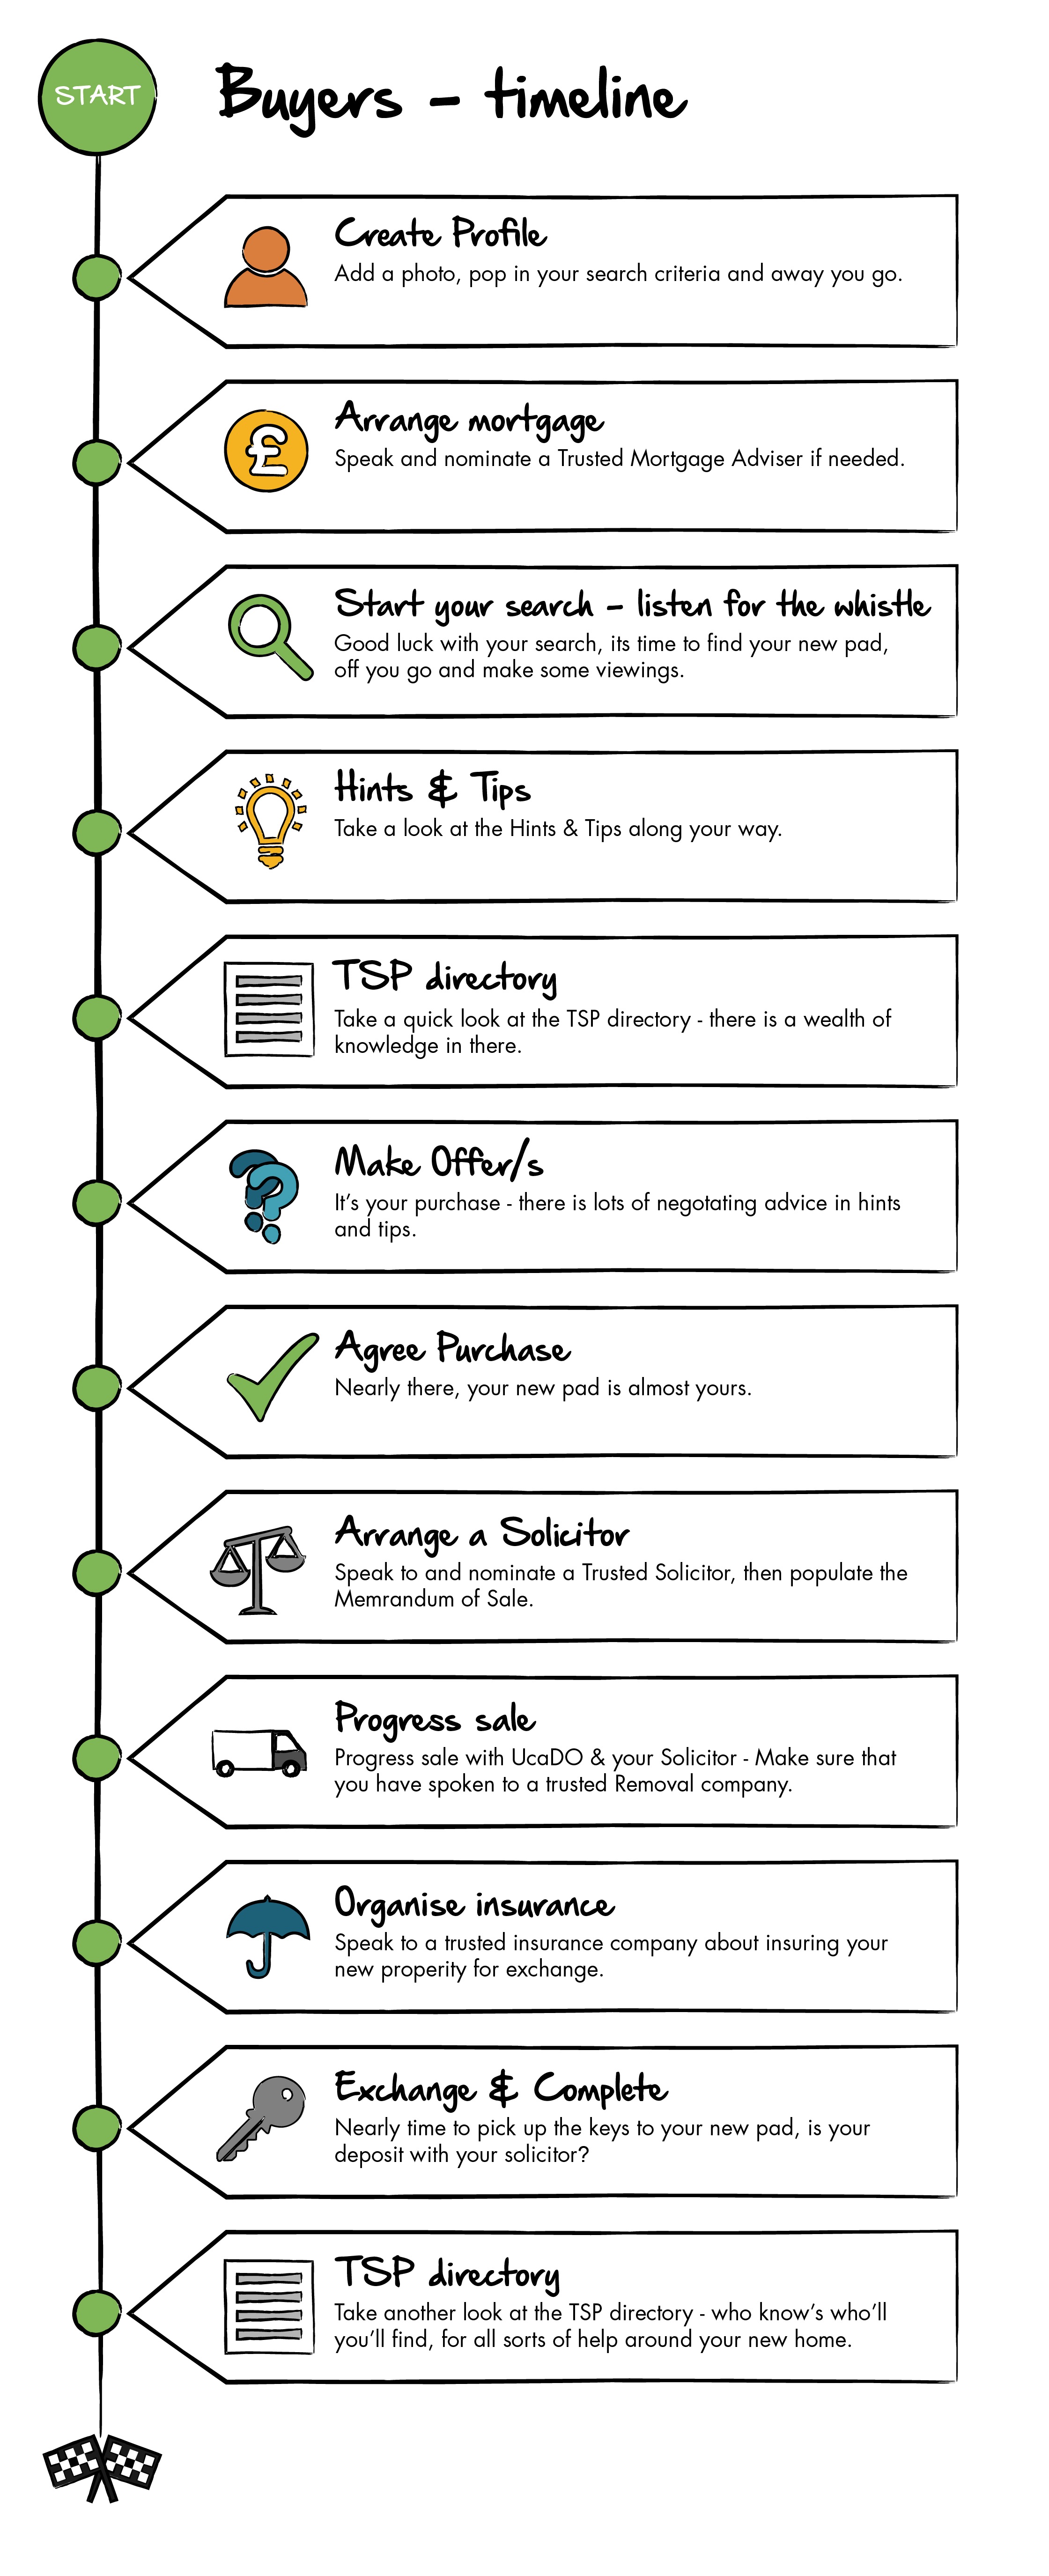 START
Buyers - timeline
Create Profile
Add a photo, pop in your search criteria and away you go.
Arrange mortgage
£
Speak and nominate a Trusted Mortgage Adviser if needed.
Start your search - listen for the whistle
Good luck with your search, its time to find your new pad,
off you go and make some viewings.
Hints & Tips
Take a look at the Hints & Tips along your way.
TSP directory
Take a quick look at the TSP directory - there is a wealth of
knowledge in there.
Make Offer/s
??
It's your purchase - there is lots of negotating advice in hints
and tips.
Agree Purchase
Nearly there, your new pad is almost yours.
Arrange a Solicitor
Speak to and nominate a Trusted Solicitor, then populate the
Memrandum of Sale.
Progress sale
Progress sale with UcaDO & your Solicitor - Make sure that
you have spoken to a trusted Removal company.
Organise insurance
Speak to a trusted insurance company about insuring your
new properity for exchange.
Exchange & Complete
Nearly time to pick up the keys to your new pad, is your
deposit with your solicitor?
TSP directory
Take another look at the TSP directory - who know's who'll
you'll find, for all sorts of help around your new home.